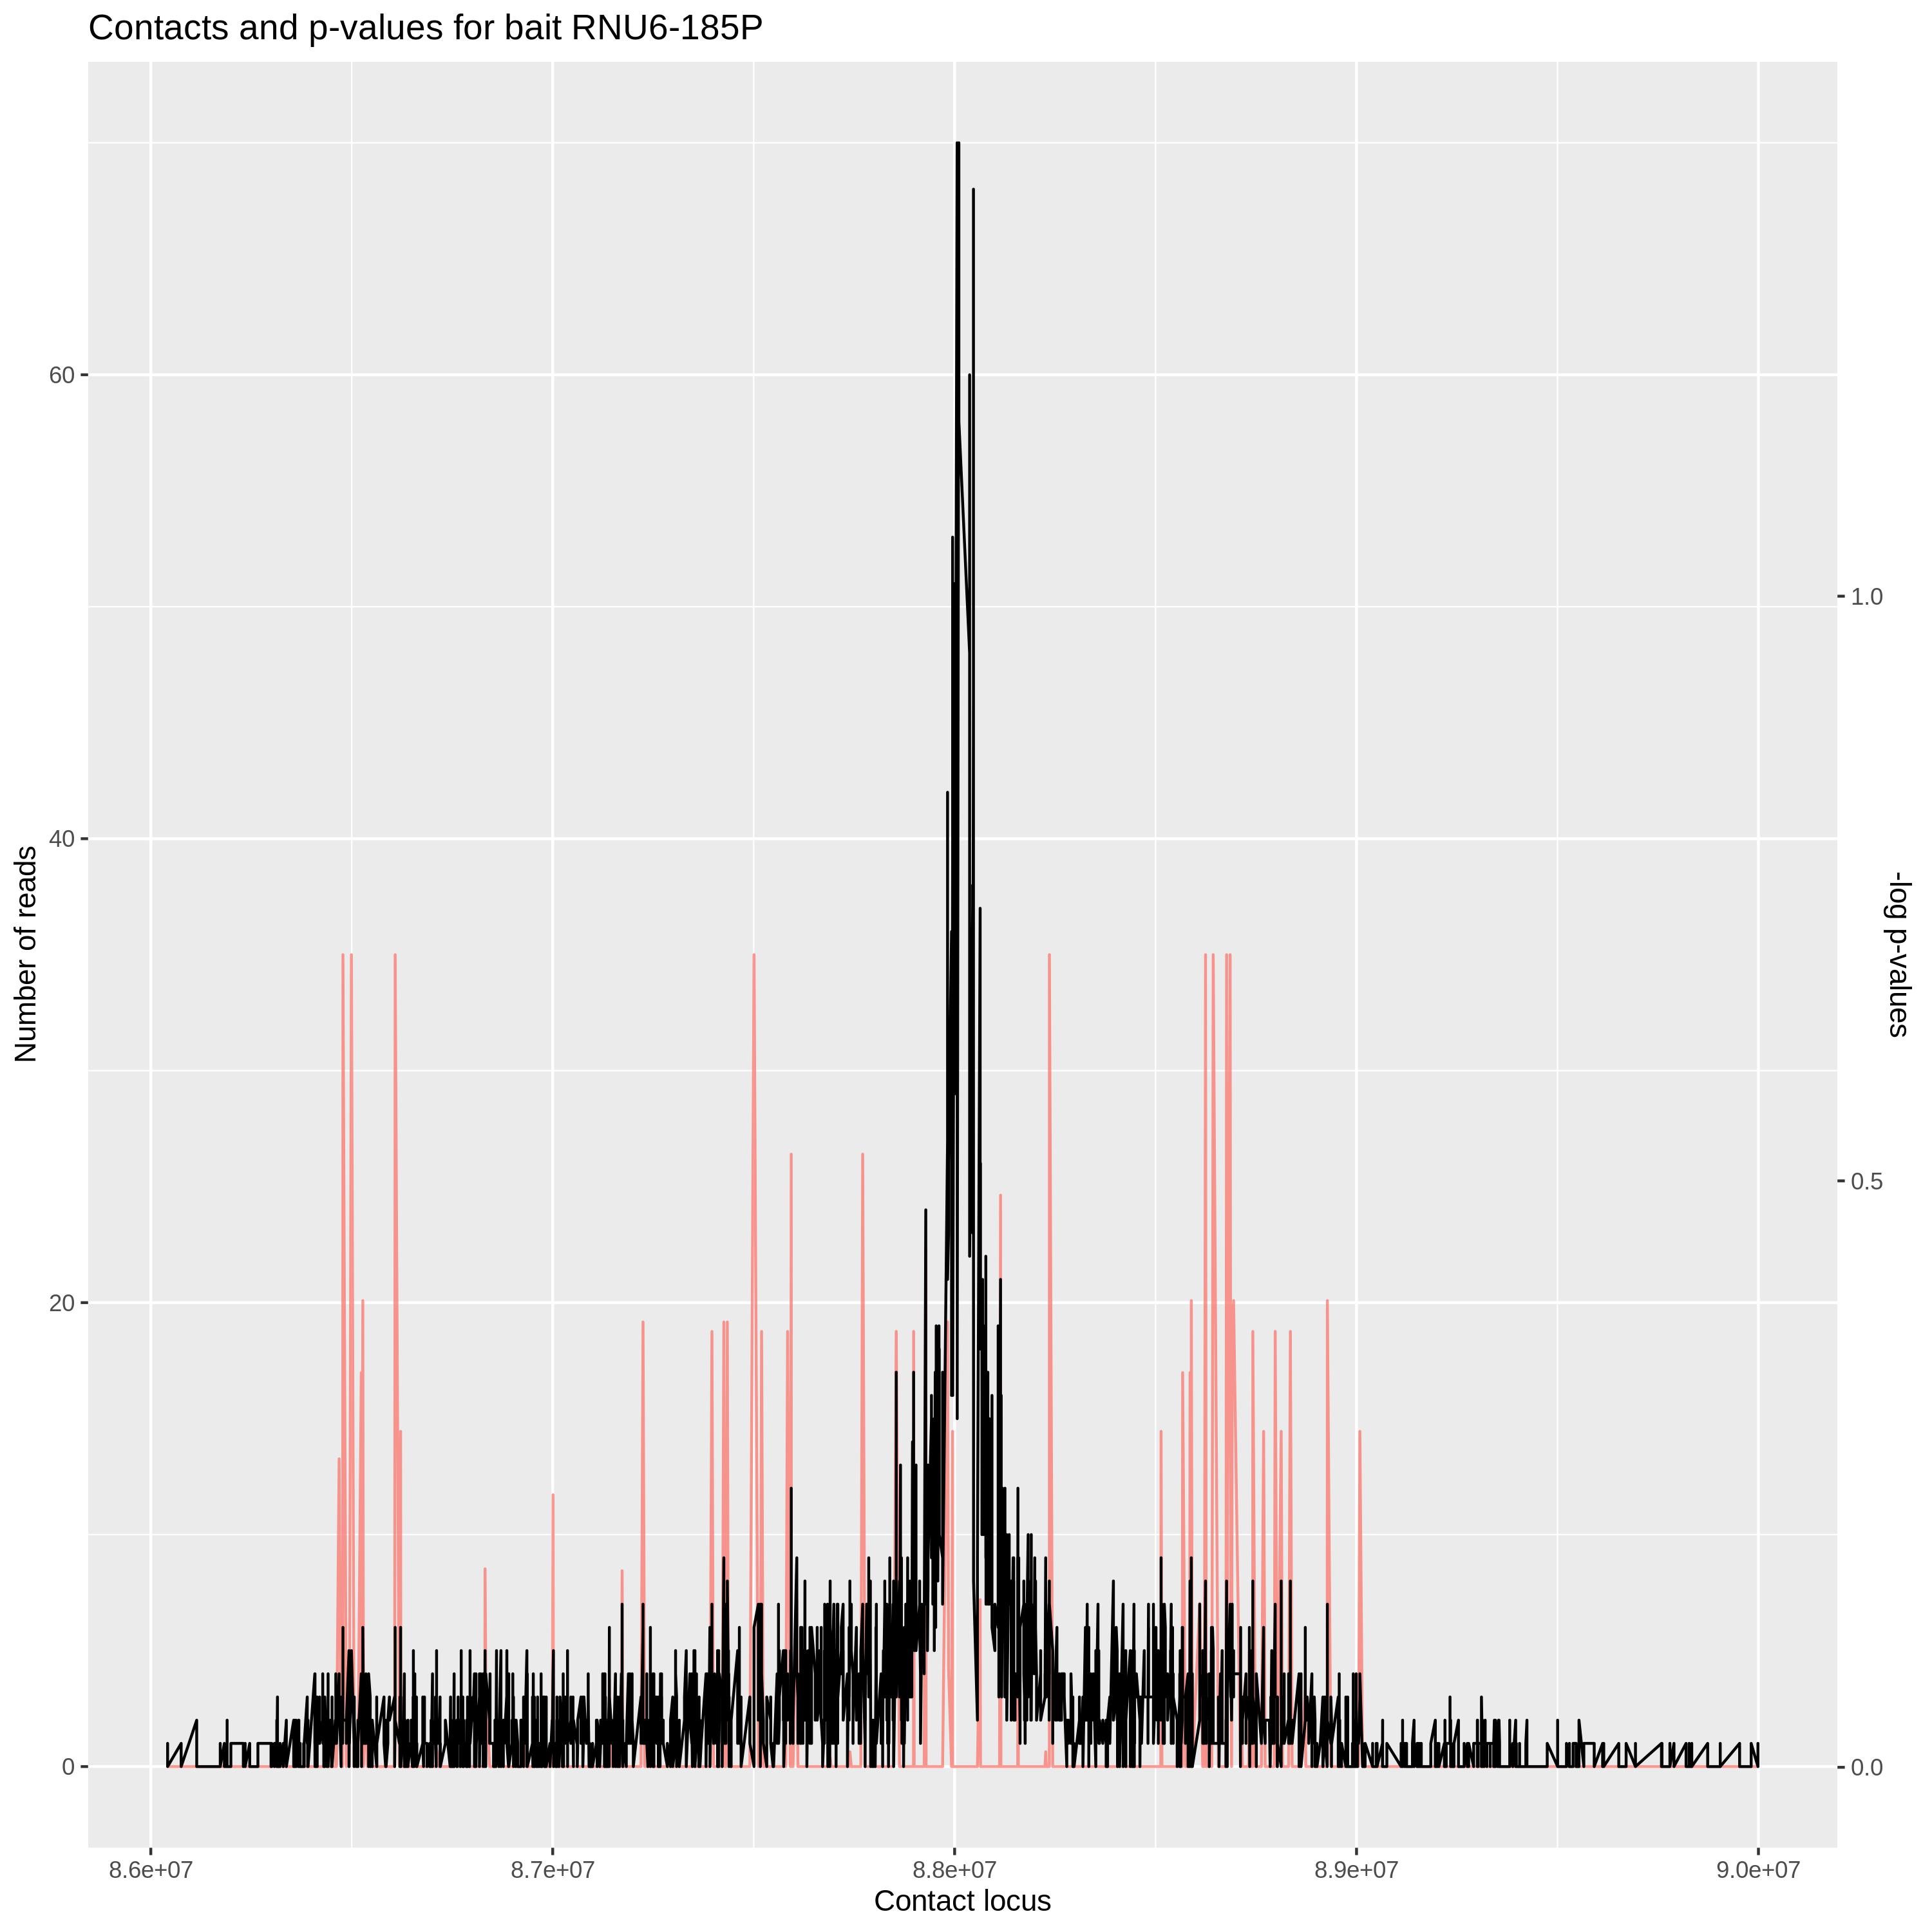 Contacts and p-values for bait RNU6-185P
60
40
20
0
Number of reads
1.0
0.5
0.0
-log p-values
8.6e+07 8.7e+07 8.8e+07 8.9e+07 9.0e+07
Contact locus